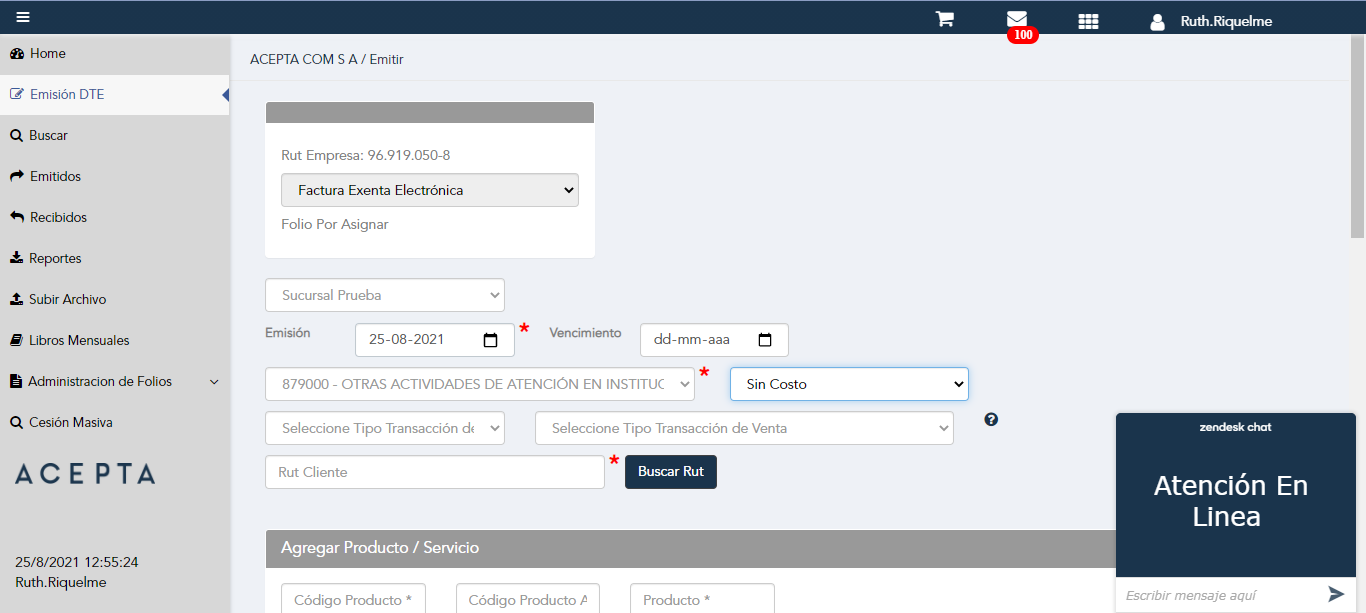 100
Ruth.Riquelme
Home
Emisión DTE
Buscar
Emitidos
Recibidos
Reportes
Subir Archivo
Libros Mensuales
Administracion de Folios
Cesión Masiva
ACEPTA
25/8/2021 12:55:24
Ruth.Riquelme
ACEPTA COM S A / Emitir
Rut Empresa: 96.919.050-8
Factura Exenta Electrónica
Folio Por Asignar
Sucursal Prueba
Emisión 25-08-2021 * Vencimiento dd-mm-aaa
879000 - OTRAS ACTIVIDADES DE ATENCIÓN EN INSTITUC * Sin Costo
Seleccione Tipo Transacción de Seleccione Tipo Transacción de Venta ?
Rut Cliente * Buscar Rut
Agregar Producto / Servicio
Código Producto * Código Producto A Producto *
zendesk chat
Atención En
Linea
Escribir mensaje aquí